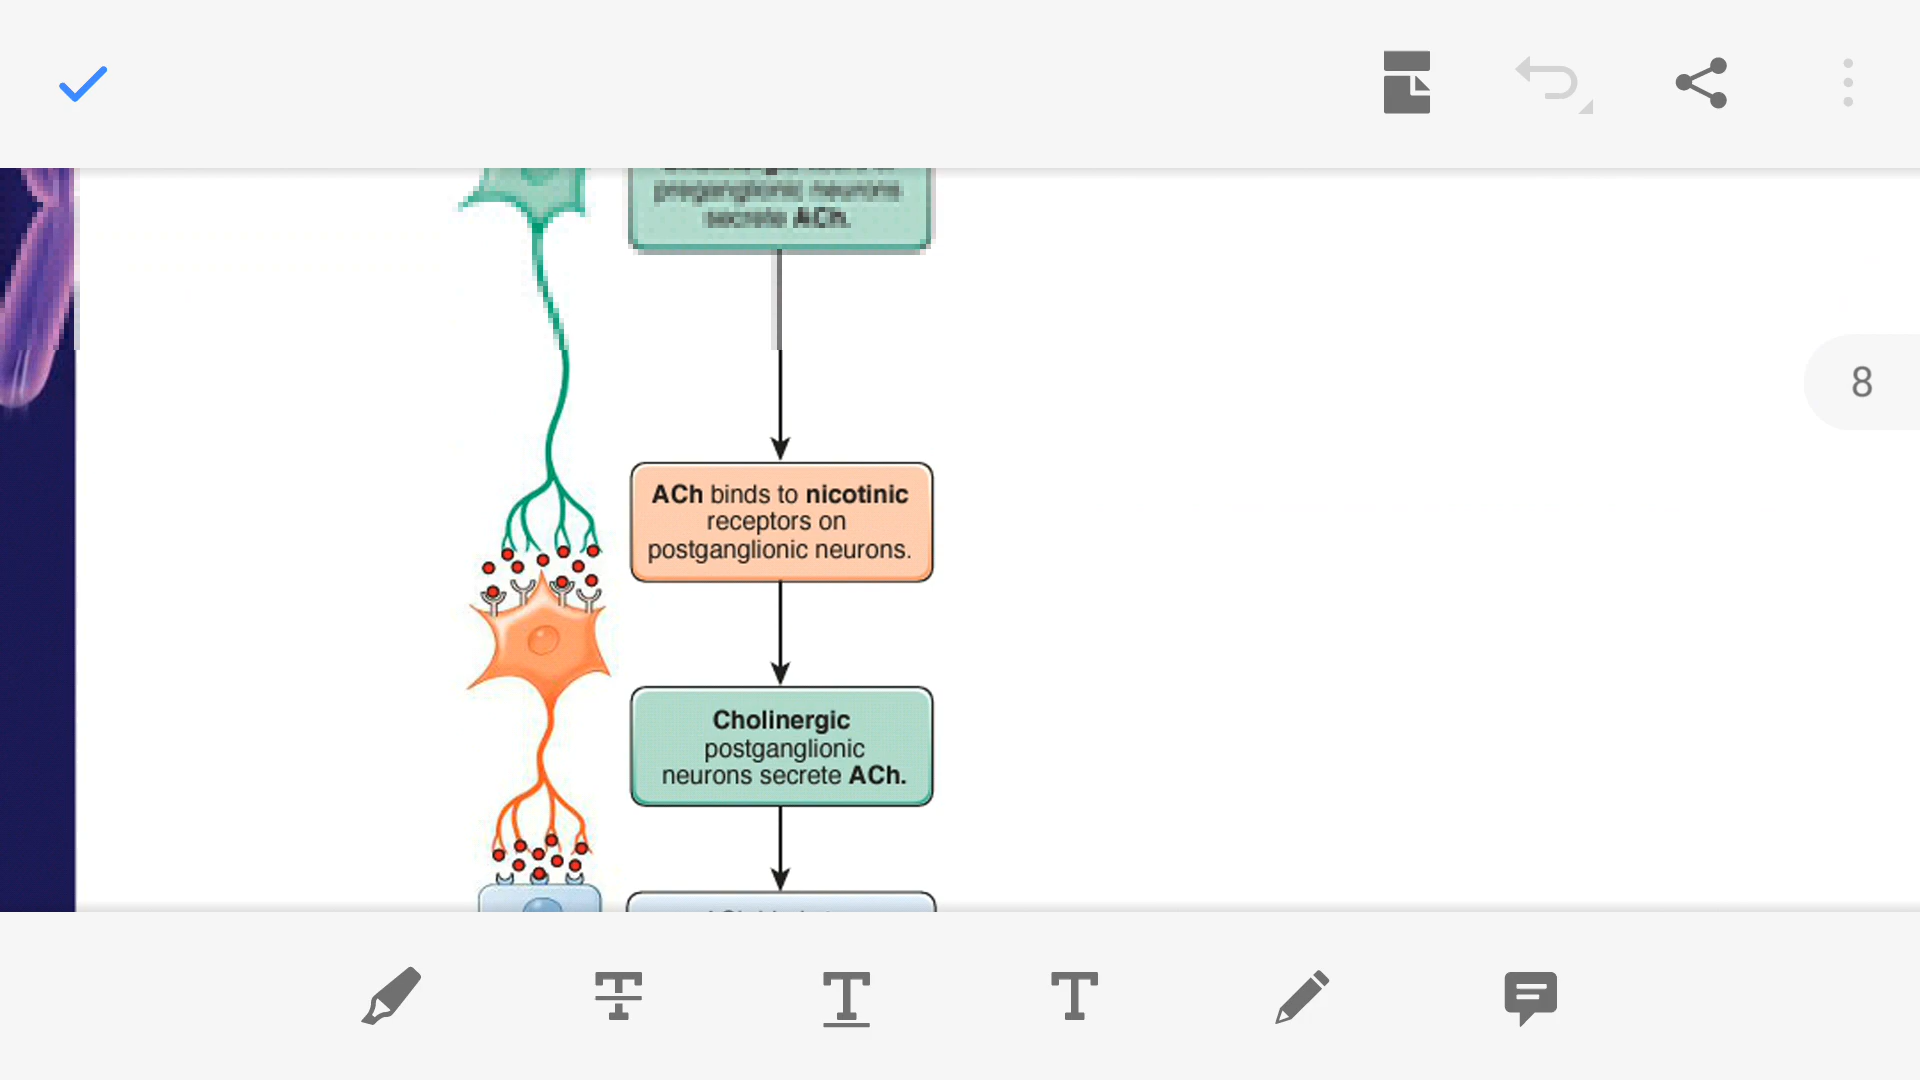 preganglionic neurons
secrete ACh.
8
ACh binds to nicotinic
receptors on
postganglionic neurons.
Cholinergic
postganglionic
neurons secrete ACh.